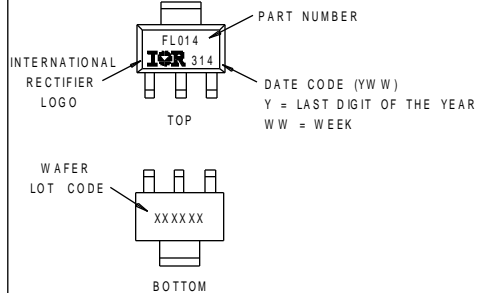 PART NUMBER
FL014
IOR 314
INTERNATIONAL
RECTIFIER
LOGO
DATE CODE (YWW)
Y = LAST DIGIT OF THE YEAR
WW = WEEK
TOP
WAFER
LOT CODE
XXXXXX
BOTTOM